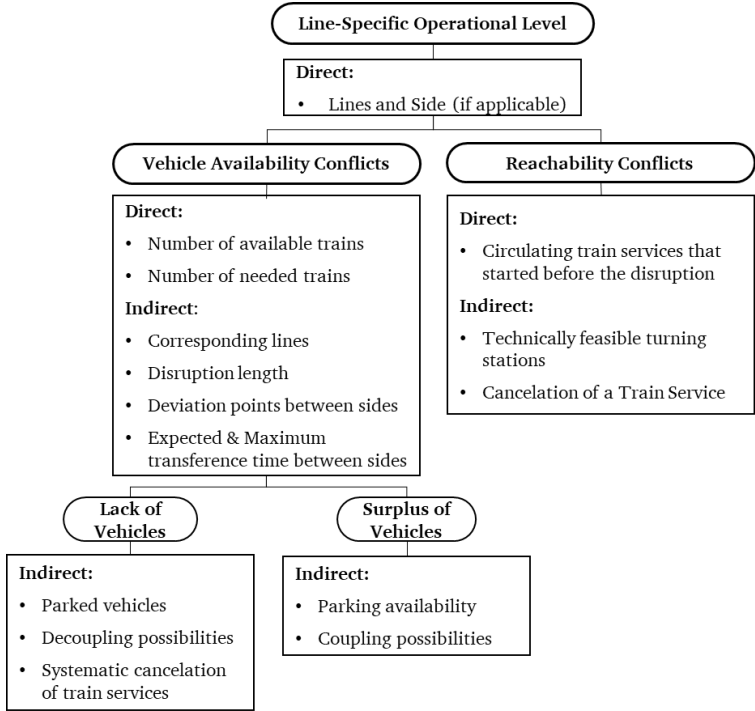 Line-Specific Operational Level
Direct:
• Lines and Side (if applicable)
Vehicle Availability Conflicts
Direct:
• Number of available trains
• Number of needed trains
Indirect:
• Corresponding lines
• Disruption length
• Deviation points between sides
• Expected & Maximum
transference time between sides
Reachability Conflicts
Direct:
• Circulating train services that
started before the disruption
Indirect:
• Technically feasible turning
stations
• Cancelation of a Train Service
Lack of
Vehicles
Indirect:
• Parked vehicles
• Decoupling possibilities
• Systematic cancelation
of train services
Surplus of
Vehicles
Indirect:
• Parking availability
• Coupling possibilities